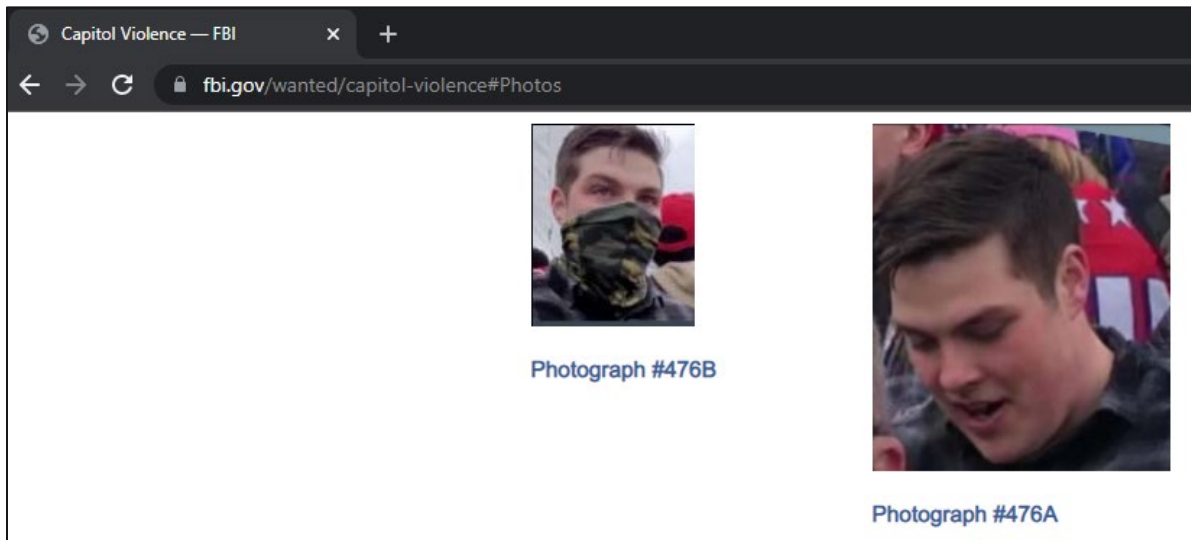 Capitol Violence — FBI
fbi.gov/wanted/capitol-violence#Photos
Photograph #476B
Photograph #476A